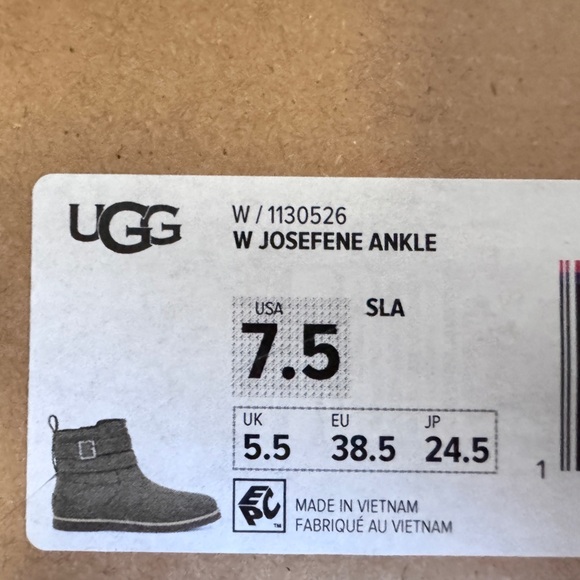 UGG
W / 1130526
W JOSEFENE ANKLE
USA
7.5
SLA
UK EU JP
5.5 38.5 24.5
1
EPC™
MADE IN VIETNAM
FABRIQUÉ AU VIETNAM